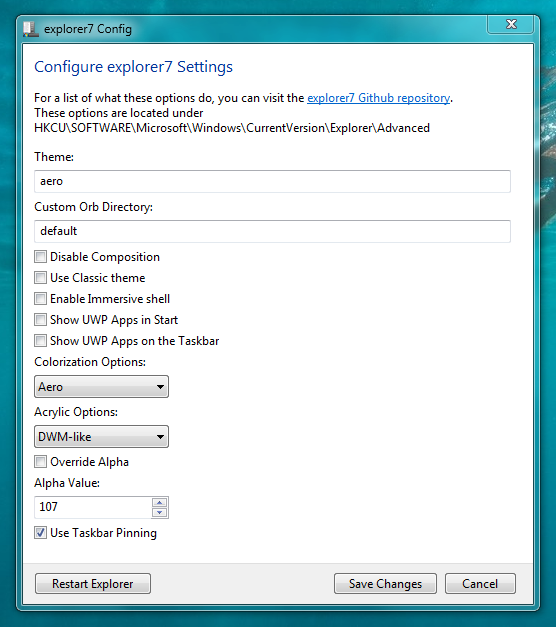 explorer7 Config
Configure explorer7 Settings
For a list of what these options do, you can visit the explorer7 Github repository.
These options are located under
HKCU\SOFTWARE\Microsoft\Windows\CurrentVersion\Explorer\Advanced
Theme:
aero
Custom Orb Directory:
default
Disable Composition
Use Classic theme
Enable Immersive shell
Show UWP Apps in Start
Show UWP Apps on the Taskbar
Colorization Options:
Aero
Acrylic Options:
DWM-like
Override Alpha
Alpha Value:
107
Use Taskbar Pinning
Restart Explorer
Save Changes
Cancel